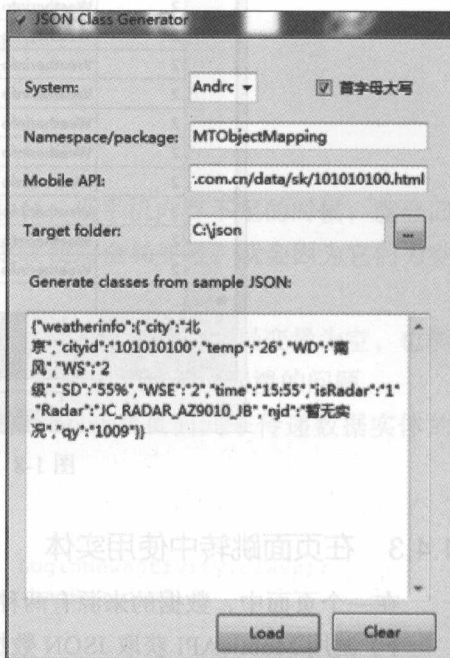 JSON Class Generator
System:
Andrc
首字母大写
Namespace/package:
MTObjectMapping
Mobile API:
:.com.cn/data/sk/101010100.html
Target folder:
C:\json
...
Generate classes from sample JSON:
{"weatherinfo":{"city":"北
京","cityid":"101010100","temp":"26","WD":"南
风","WS":"2
级","SD":"55%","WSE":"2","time":"15:55","isRadar":"1"
,"Radar":"JC_RADAR_AZ9010_JB","njd":"暂无实
况","qy":"1009"}}
Load
Clear